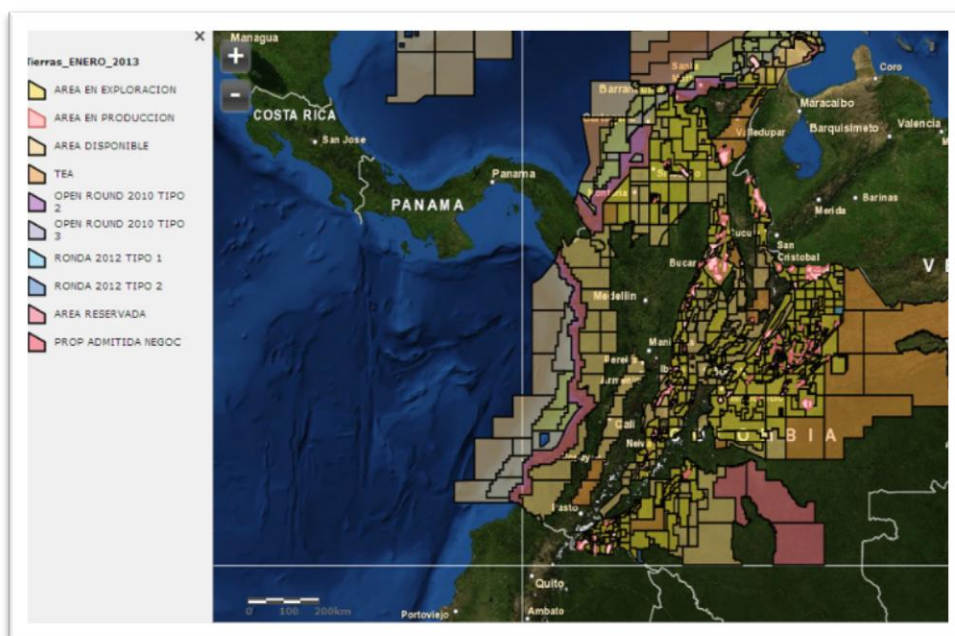 Tierras_ENERO_2013
AREA EN EXPLORACION
AREA EN PRODUCCION
AREA DISPONIBLE
TEA
OPEN ROUND 2010 TIPO
2
OPEN ROUND 2010 TIPO
3
RONDA 2012 TIPO 1
RONDA 2012 TIPO 2
AREA RESERVADA
PROP ADMITIDA NEGOC
+
-
Managua
COSTA RICA
San Jose
Panama
PANAMA
Coro
Maracaibo
Barquisimeto
Valencia
Valledupar
Barinas
Merida
San
Cristobal
Bucar
Medellin
Cali
Neiva
COLOMBIA
Pasto
Quito
Portoviejo
Ambato
0 100 200km